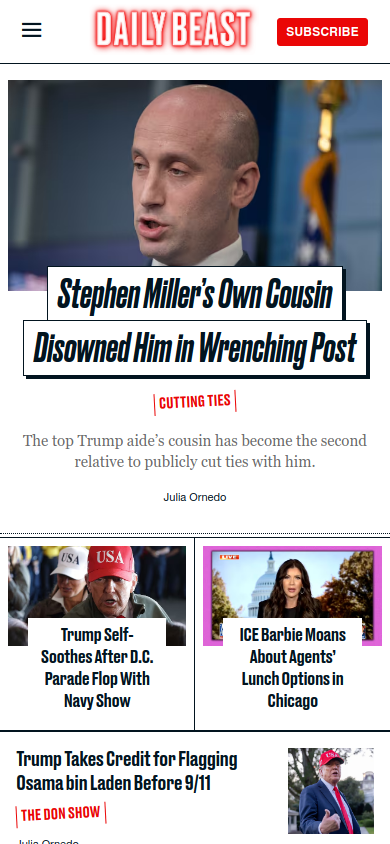 DAILY BEAST
SUBSCRIBE
Stephen Miller's Own Cousin
Disowned Him in Wrenching Post
CUTTING TIES
The top Trump aide's cousin has become the second
relative to publicly cut ties with him.
Julia Ornedo
USA
USA
Trump Self-
Soothes After D.C.
Parade Flop With
Navy Show
LIVE
ICE Barbie Moans
About Agents'
Lunch Options in
Chicago
Trump Takes Credit for Flagging
Osama bin Laden Before 9/11
THE DON SHOW
USA
Julia Ornedo